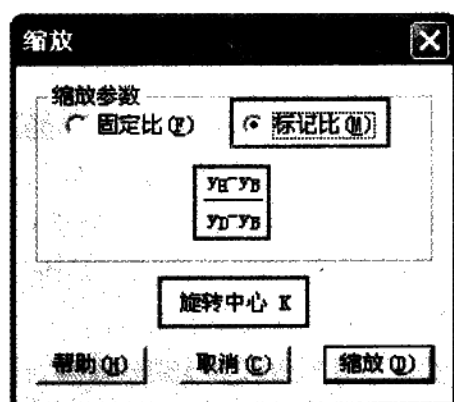 缩放
缩放参数
固定比(F) 标记比(M)
yH-yB
yD-yB
旋转中心 K
帮助(H) 取消(C) 缩放(D)